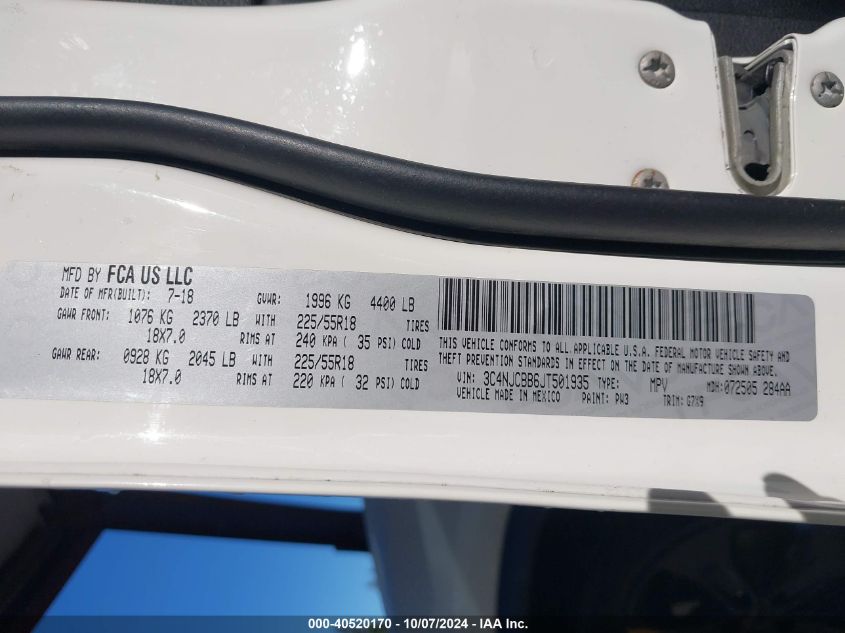 MFD BY FCA US LLC
DATE OF MFR(BUILT): 7-18 GVWR: 1996 KG 4400 LB
GAWR FRONT: 1076 KG 2370 LB WITH 225/55R18 TIRES
18X7.0 RIMS AT 240 KPA ( 35 PSI) COLD
GAWR REAR: 0928 KG 2045 LB WITH 225/55R18 TIRES
18X7.0 RIMS AT 220 KPA ( 32 PSI) COLD
THIS VEHICLE CONFORMS TO ALL APPLICABLE U.S.A. FEDERAL MOTOR VEHICLE SAFETY AND
THEFT PREVENTION STANDARDS IN EFFECT ON THE DATE OF MANUFACTURE SHOWN ABOVE.
VIN: 3C4NJCBB6JT501935 TYPE: MPV MDH:072505 284AA
VEHICLE MADE IN MEXICO PAINT: PW3 TRIM: G7X9
000-40520170 - 10/07/2024 - IAA Inc.